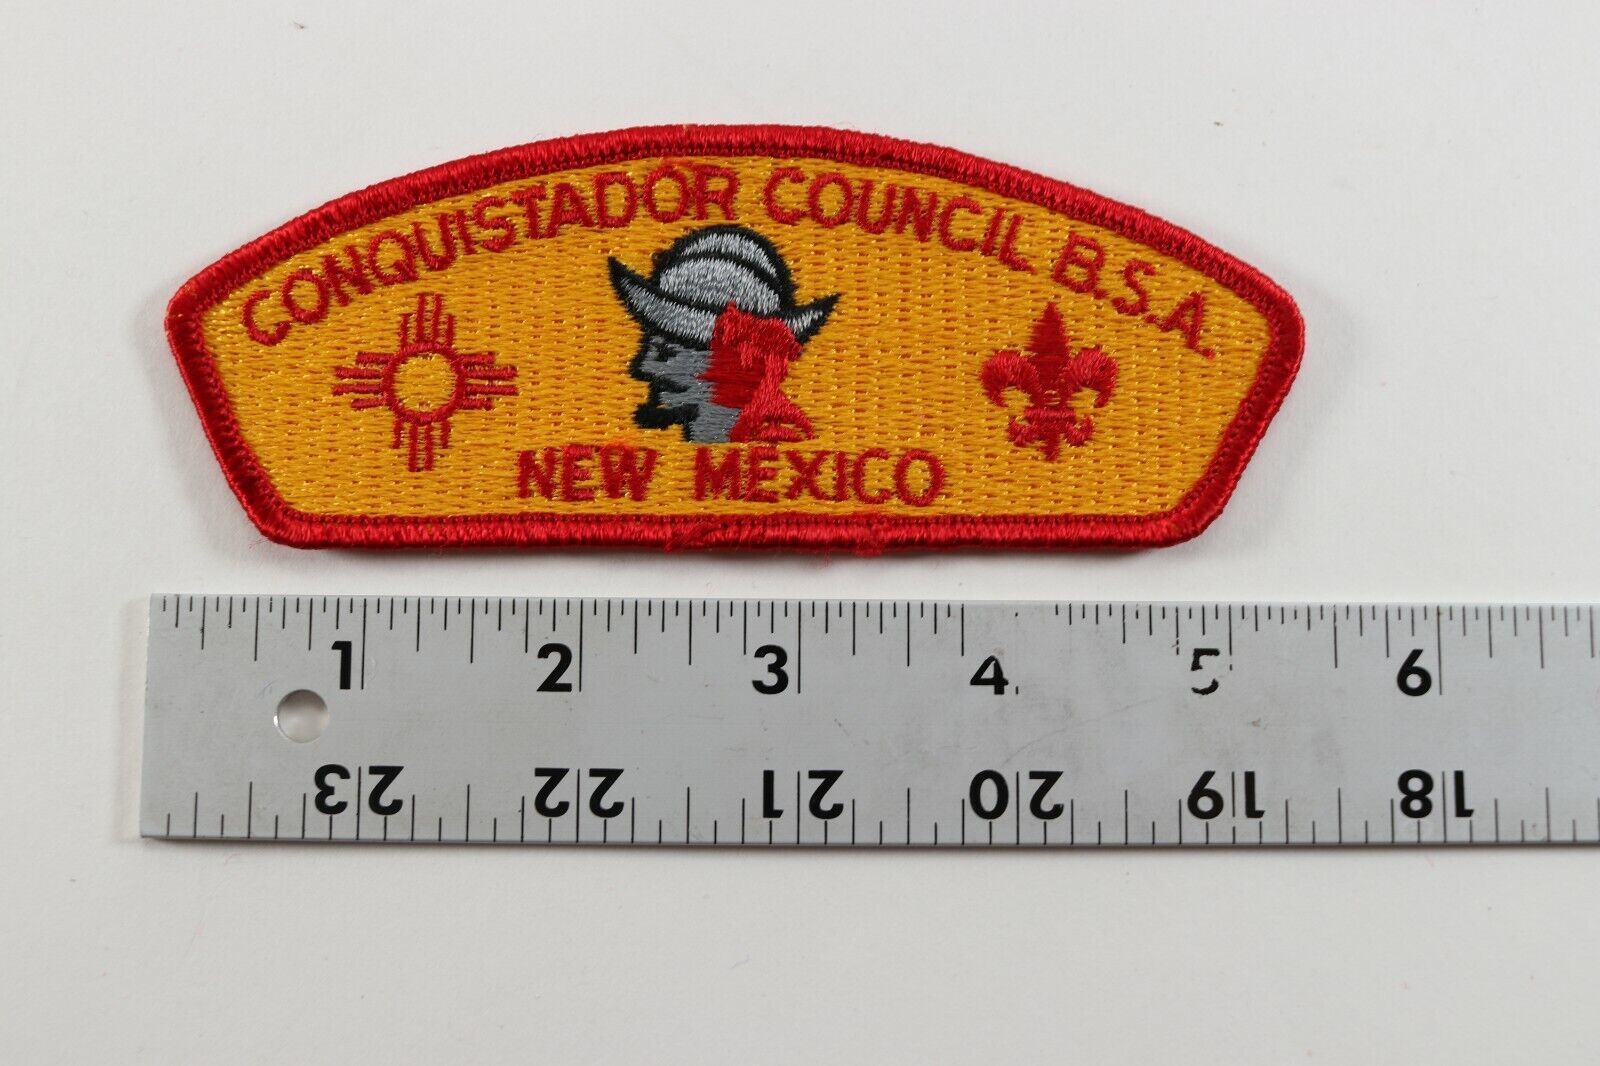 CONQUISTADOR COUNCIL B.S.A.
NEW MEXICO
1 2 3 4 5 6
23 22 21 20 19 18